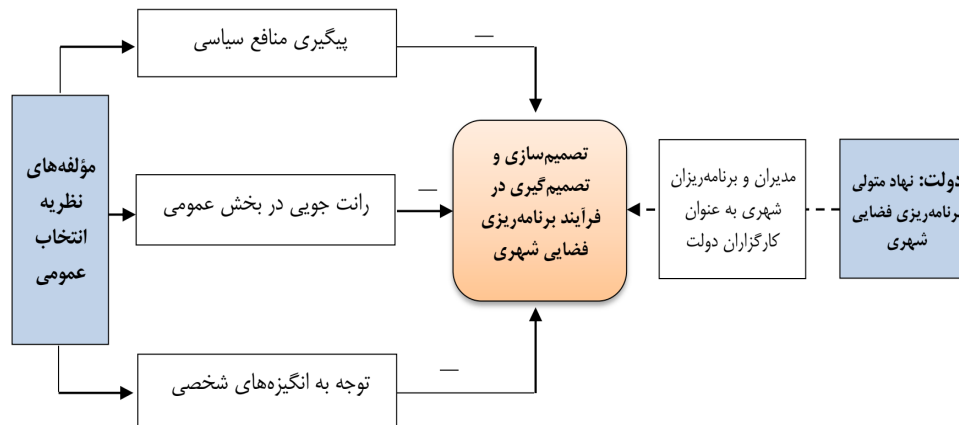 مؤلفه‌های
نظریه
انتخاب
عمومی
پیگیری منافع سیاسی
رانت جویی در بخش عمومی
توجه به انگیزه‌های شخصی
—
—
—
تصمیم‌سازی و
تصمیم‌گیری در
فرآیند برنامه‌ریزی
فضایی شهری
مدیران و برنامه‌ریزان
شهری به عنوان
کارگزاران دولت
دولت: نهاد متولی
برنامه‌ریزی فضایی
شهری